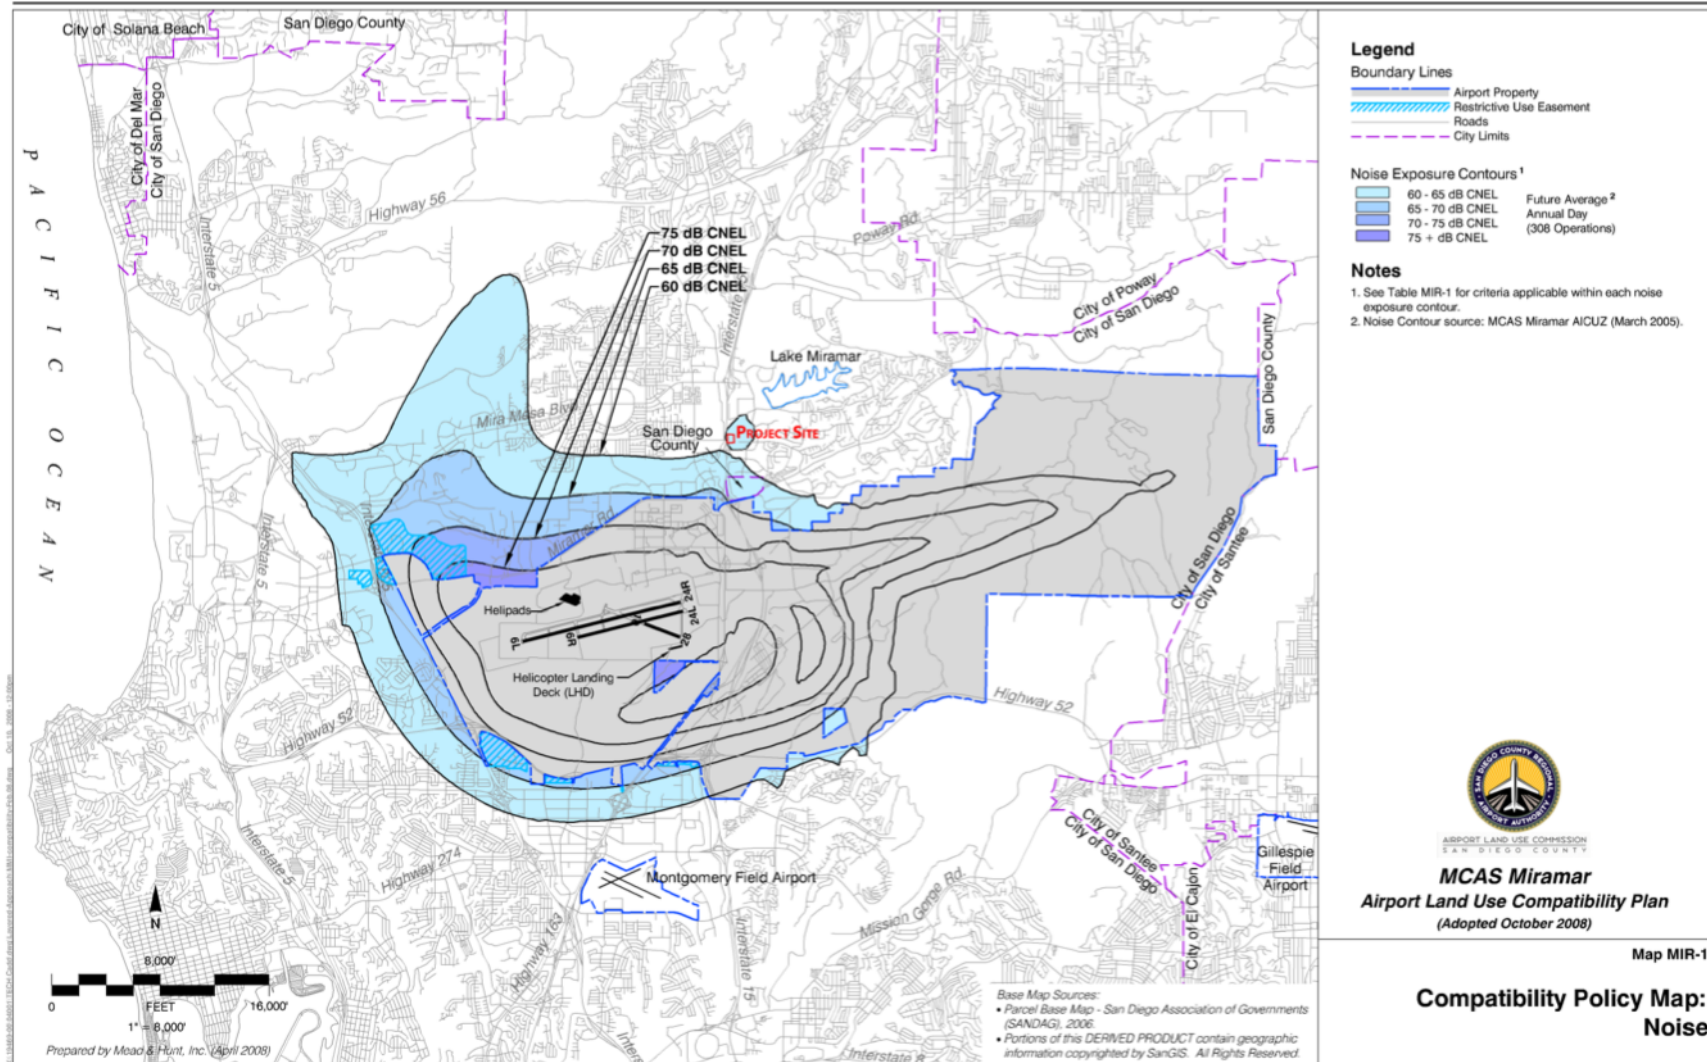 City of Solana Beach
San Diego County
City of Del Mar
City of San Diego
PACIFIC OCEAN
Interstate 5
Highway 56
75 dB CNEL
70 dB CNEL
65 dB CNEL
60 dB CNEL
Poway Rd.
City of Poway
City of San Diego
San Diego County
Lake Miramar
Mira Mesa Blvd
San Diego
County
PROJECT SITE
Interstate 5
Miramar Rd
Helipads
6L
6R
24R
24L
28
Helicopter Landing
Deck (LHD)
City of San Diego
City of Santee
Highway 52
Highway 52
Interstate 5
Highway 274
Highway 163
Montgomery Field Airport
Interstate 15
Mission Gorge Rd
City of Santee
City of San Diego
City of El Cajon
Gillespie
Field
Airport
Interstate 8
N
8,000'
0
FEET
16,000'
1" = 8,000'
Prepared by Mead & Hunt, Inc. (April 2008)
Base Map Sources:
• Parcel Base Map - San Diego Association of Governments
(SANDAG), 2006.
• Portions of this DERIVED PRODUCT contain geographic
information copyrighted by SanGIS. All Rights Reserved.
Legend
Boundary Lines
Airport Property
Restrictive Use Easement
Roads
City Limits
Noise Exposure Contours 1
60 - 65 dB CNEL
65 - 70 dB CNEL
70 - 75 dB CNEL
75 + dB CNEL
Future Average 2
Annual Day
(308 Operations)
Notes
1. See Table MIR-1 for criteria applicable within each noise
exposure contour.
2. Noise Contour source: MCAS Miramar AICUZ (March 2005).
SAN DIEGO COUNTY REGIONAL
AIRPORT AUTHORITY
AIRPORT LAND USE COMMISSION
SAN DIEGO COUNTY
MCAS Miramar
Airport Land Use Compatibility Plan
(Adopted October 2008)
Map MIR-1
Compatibility Policy Map:
Noise